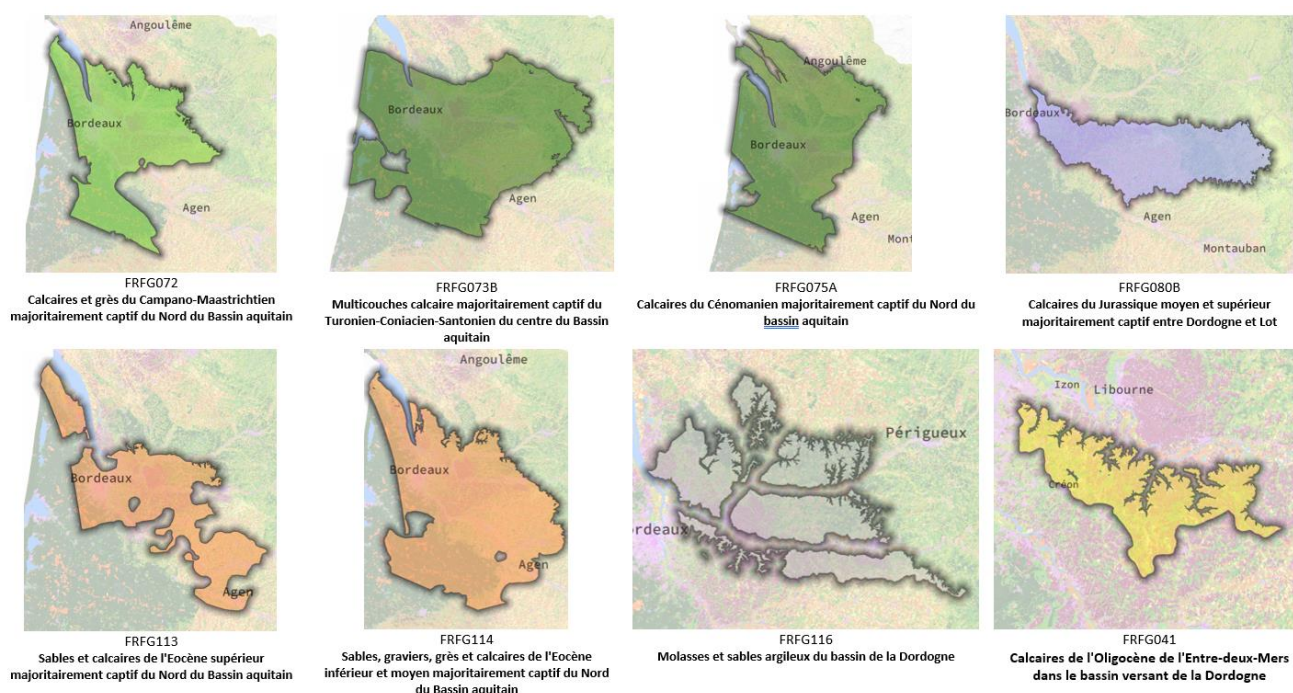 Angoulême
Bordeaux
Agen
FRFG072
Calcaires et grès du Campano-Maastrichtien
majoritairement captif du Nord du Bassin aquitain
Bordeaux
Agen
FRFG073B
Multicouches calcaire majoritairement captif du
Turonien-Coniacien-Santonien du centre du Bassin
aquitain
Angoulême
Bordeaux
Agen
Mont
FRFG075A
Calcaires du Cénomanien majoritairement captif du Nord du
bassin aquitain
Bordeaux
Agen
Montauban
FRFG080B
Calcaires du Jurassique moyen et supérieur
majoritairement captif entre Dordogne et Lot
Bordeaux
Agen
FRFG113
Sables et calcaires de l'Eocène supérieur
majoritairement captif du Nord du Bassin aquitain
Angoulême
Bordeaux
Agen
FRFG114
Sables, graviers, grès et calcaires de l'Eocène
inférieur et moyen majoritairement captif du Nord
du Bassin aquitain
Périgueux
ordeaux
FRFG116
Molasses et sables argileux du bassin de la Dordogne
Izon
Libourne
Créon
FRFG041
Calcaires de l'Oligocène de l'Entre-deux-Mers
dans le bassin versant de la Dordogne